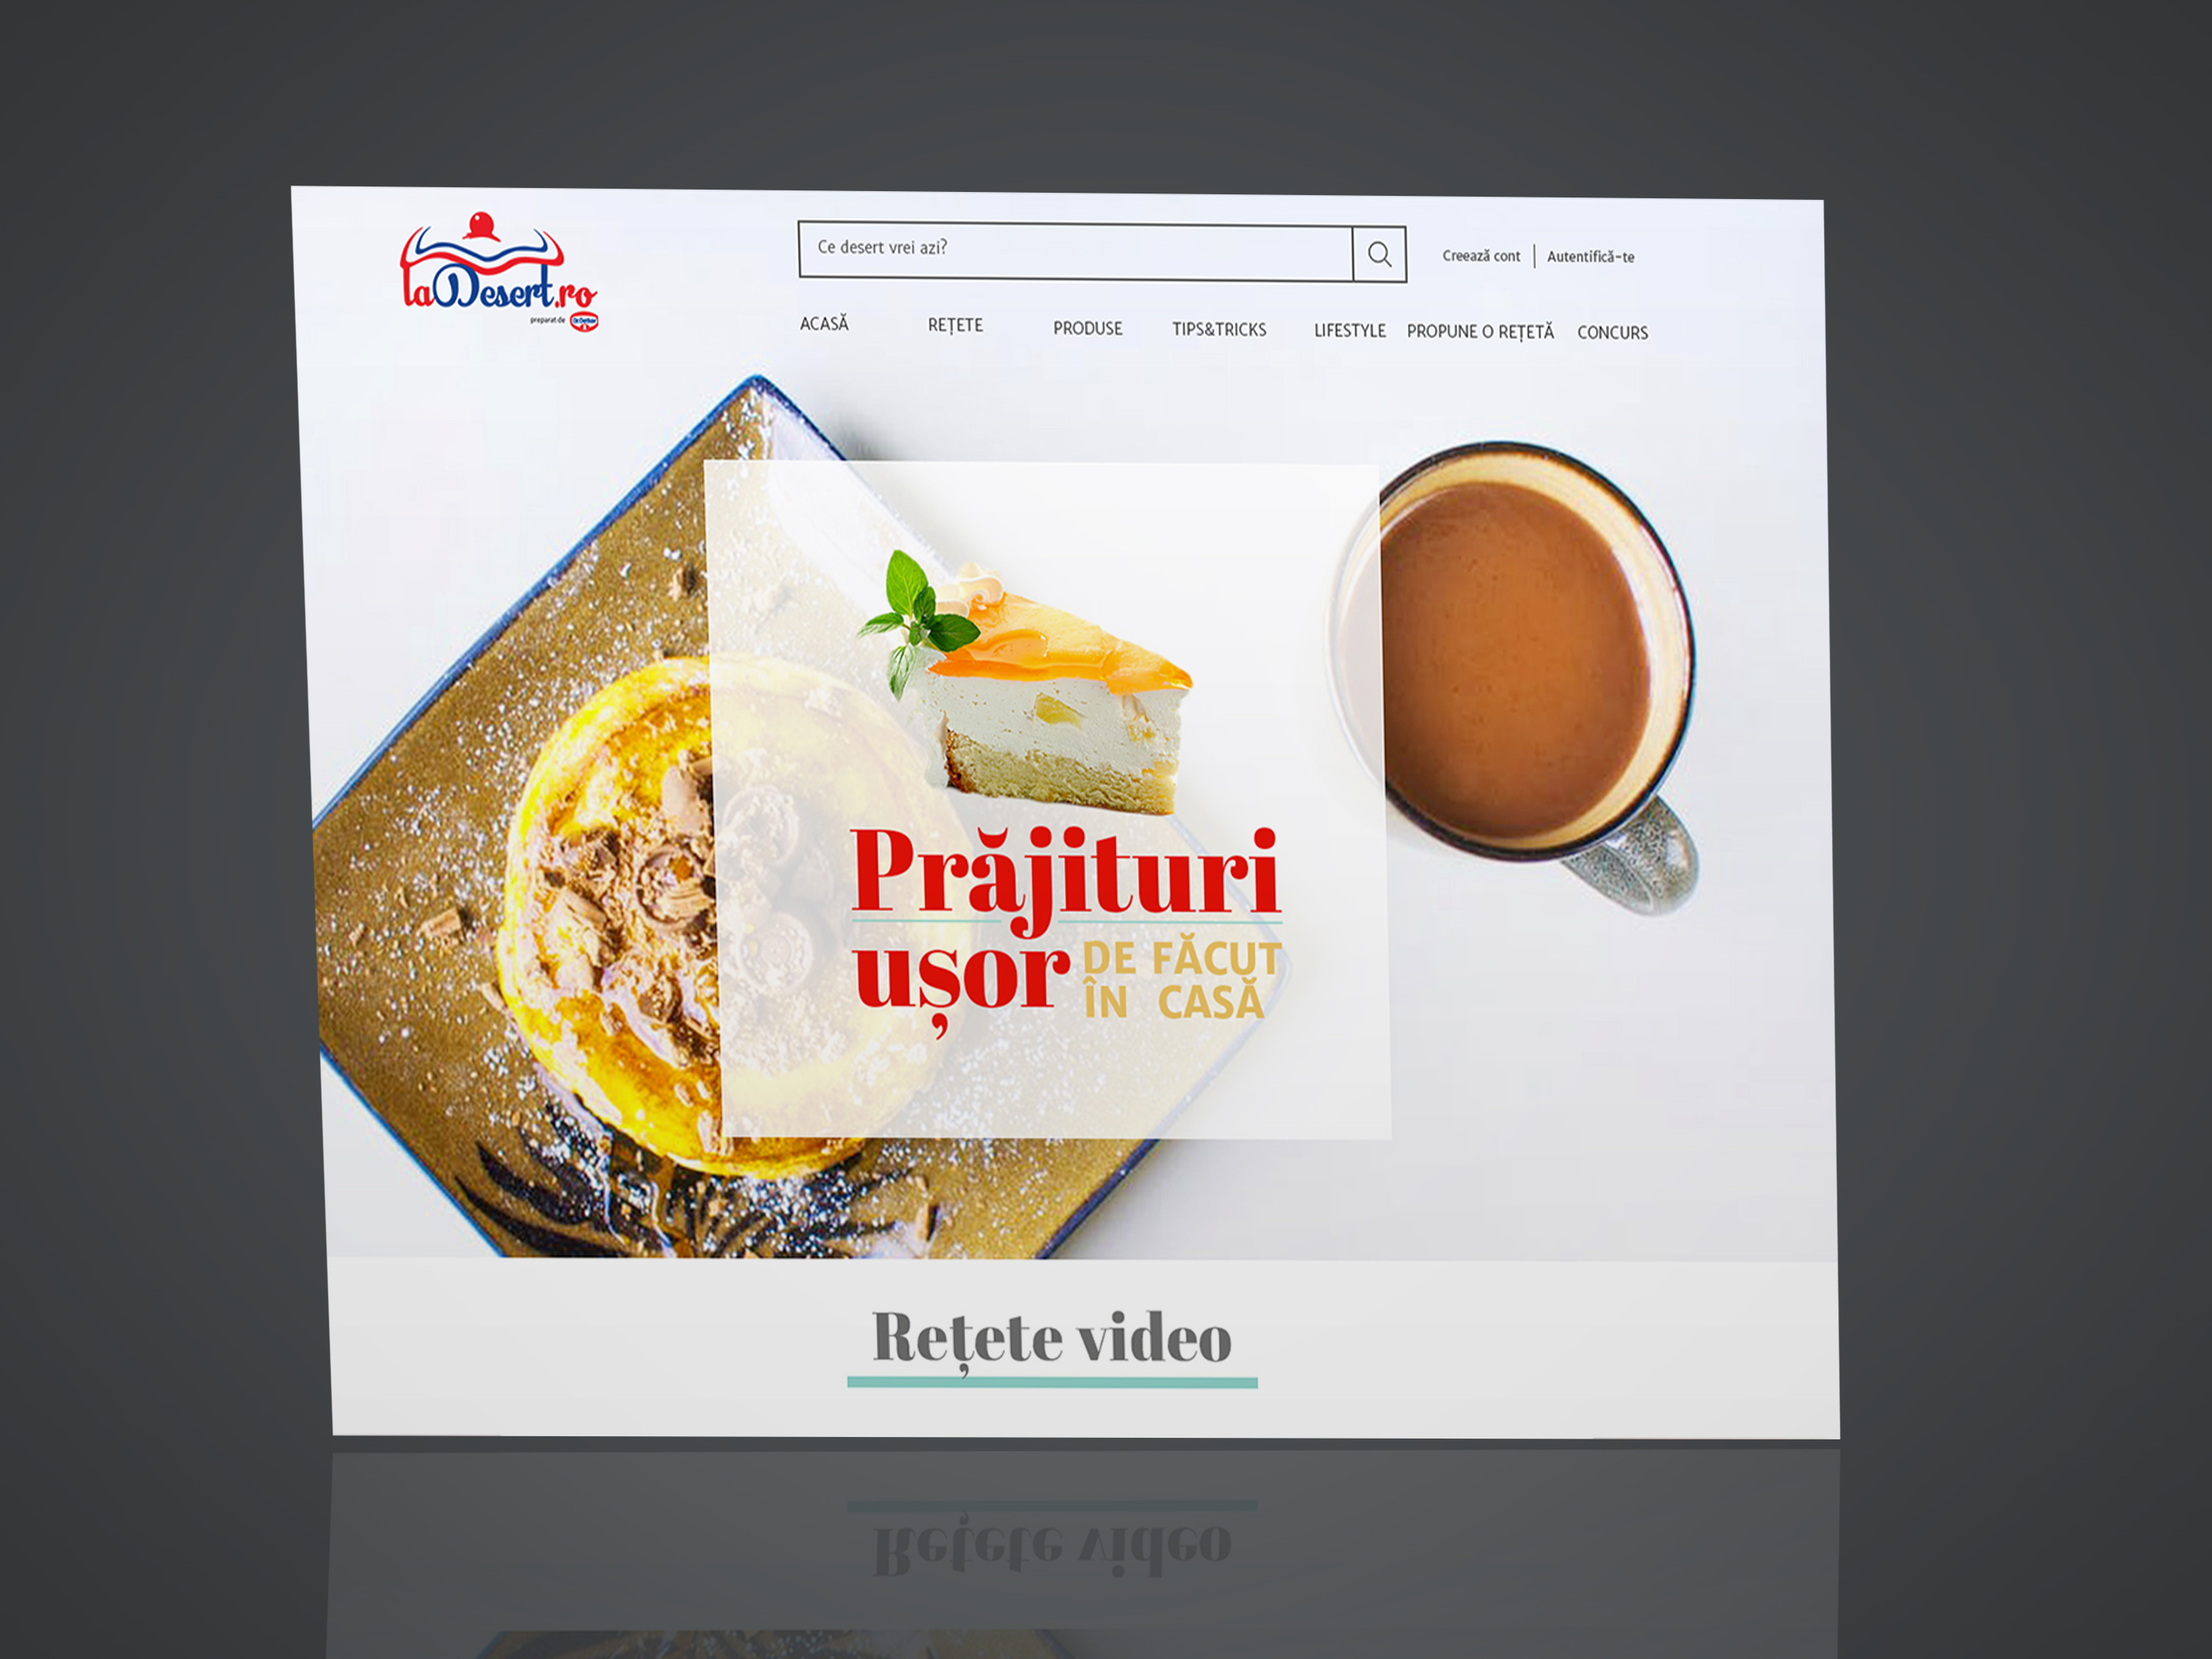 laDesert.ro
preparat de Dr. Oetker
Ce desert vrei azi?
Creează cont | Autentifică-te
ACASĂ REȚETE PRODUSE TIPS&TRICKS LIFESTYLE PROPUNE O REȚETĂ CONCURS
Prăjituri
ușor DE FĂCUT
ÎN CASĂ
Rețete video